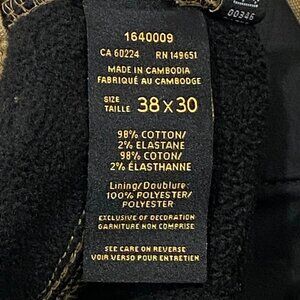 1640009
CA 60224 RN 149651
MADE IN CAMBODIA
FABRIQUÉ AU CAMBODGE
SIZE
TAILLE 38 x 30
98% COTTON/
2% ELASTANE
98% COTON/
2% ÉLASTHANNE
Lining/Doublure:
100% POLYESTER/
POLYESTER
EXCLUSIVE OF DECORATION
GARNITURE NON COMPRISE
SEE CARE ON REVERSE
VOIR VERSO POUR ENTRETIEN
00346